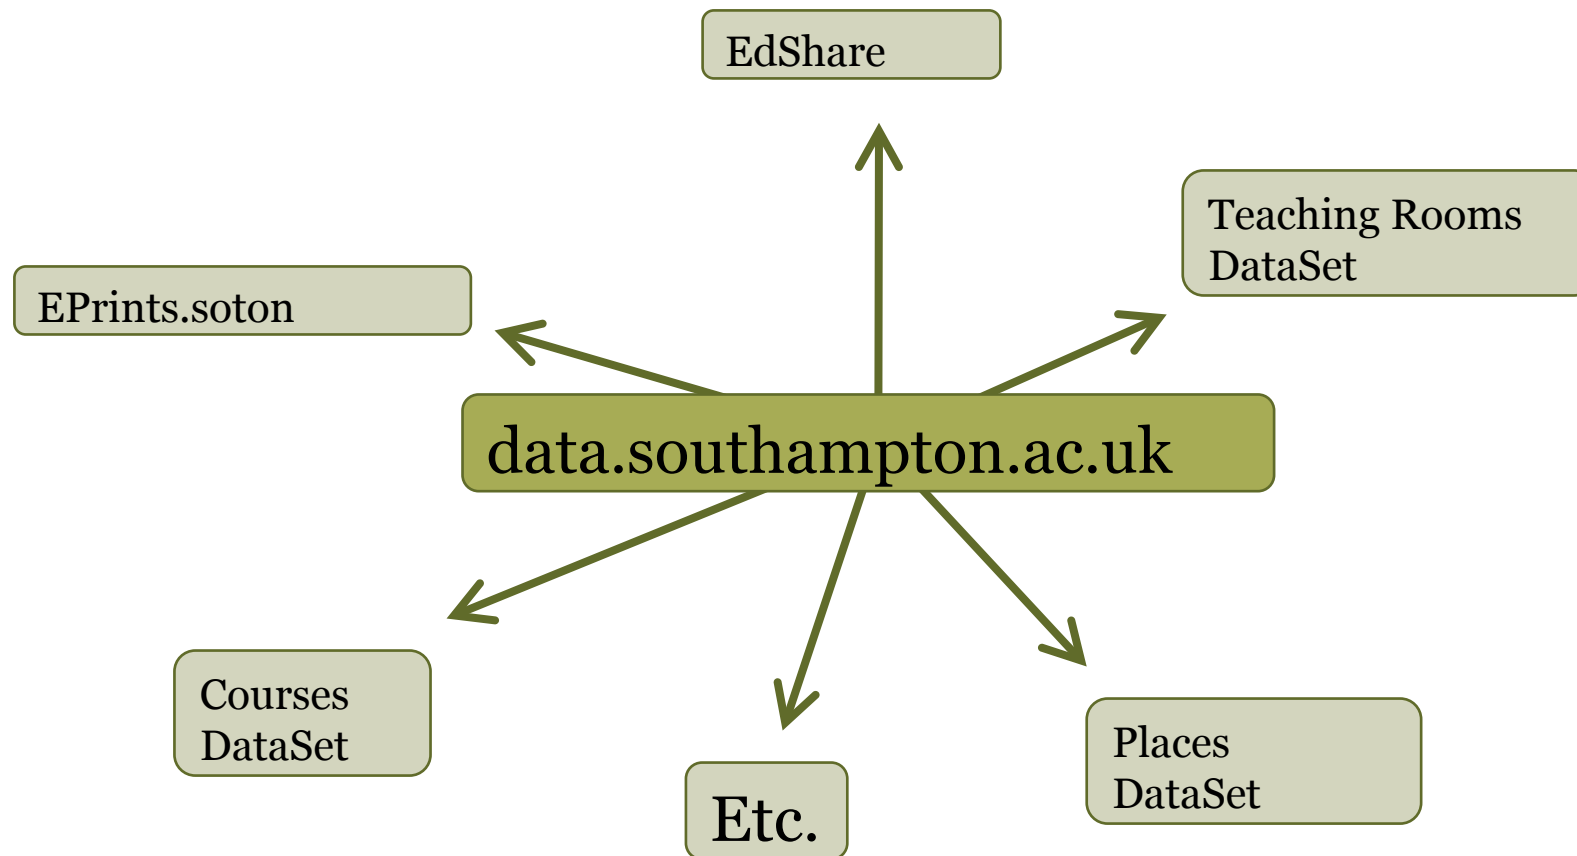 EdShare
Teaching Rooms
DataSet
EPrints.soton
data.southampton.ac.uk
Courses
DataSet
Places
DataSet
Etc.